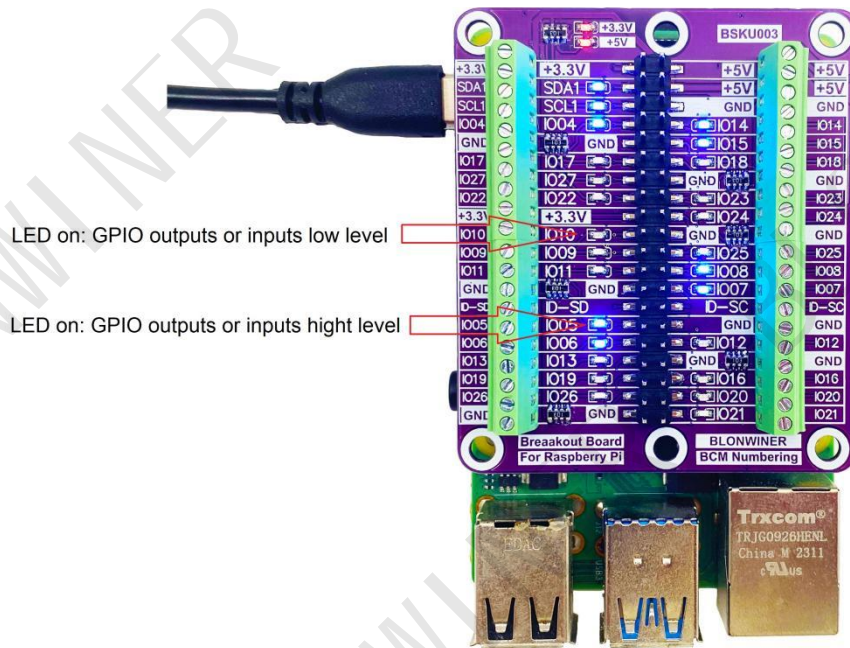 +3.3V
+5V
BSKU003
+3.3V +3.3V +5V +5V
SDA1 SDA1 +5V +5V
SCL1 SCL1 GND GND
IO04 IO04 IO14 IO14
GND GND IO15 IO15
IO17 IO17 IO18 IO18
IO27 IO27 GND GND
IO22 IO22 IO23 IO23
+3.3V +3.3V IO24 IO24
LED on: GPIO outputs or inputs low level
IO10 IO10 GND GND
IO09 IO09 IO25 IO25
IO11 IO11 IO08 IO08
GND GND IO07 IO07
ID-SD ID-SD ID-SC ID-SC
LED on: GPIO outputs or inputs hight level
IO05 IO05 GND GND
IO06 IO06 IO12 IO12
IO13 IO13 GND GND
IO19 IO19 IO16 IO16
IO26 IO26 IO20 IO20
GND GND IO21 IO21
Breaakout Board
For Raspberry Pi
BLONWINER
BCM Numbering
EDAC
Trxcom®
TRJG0926HENL
China M 2311
c US